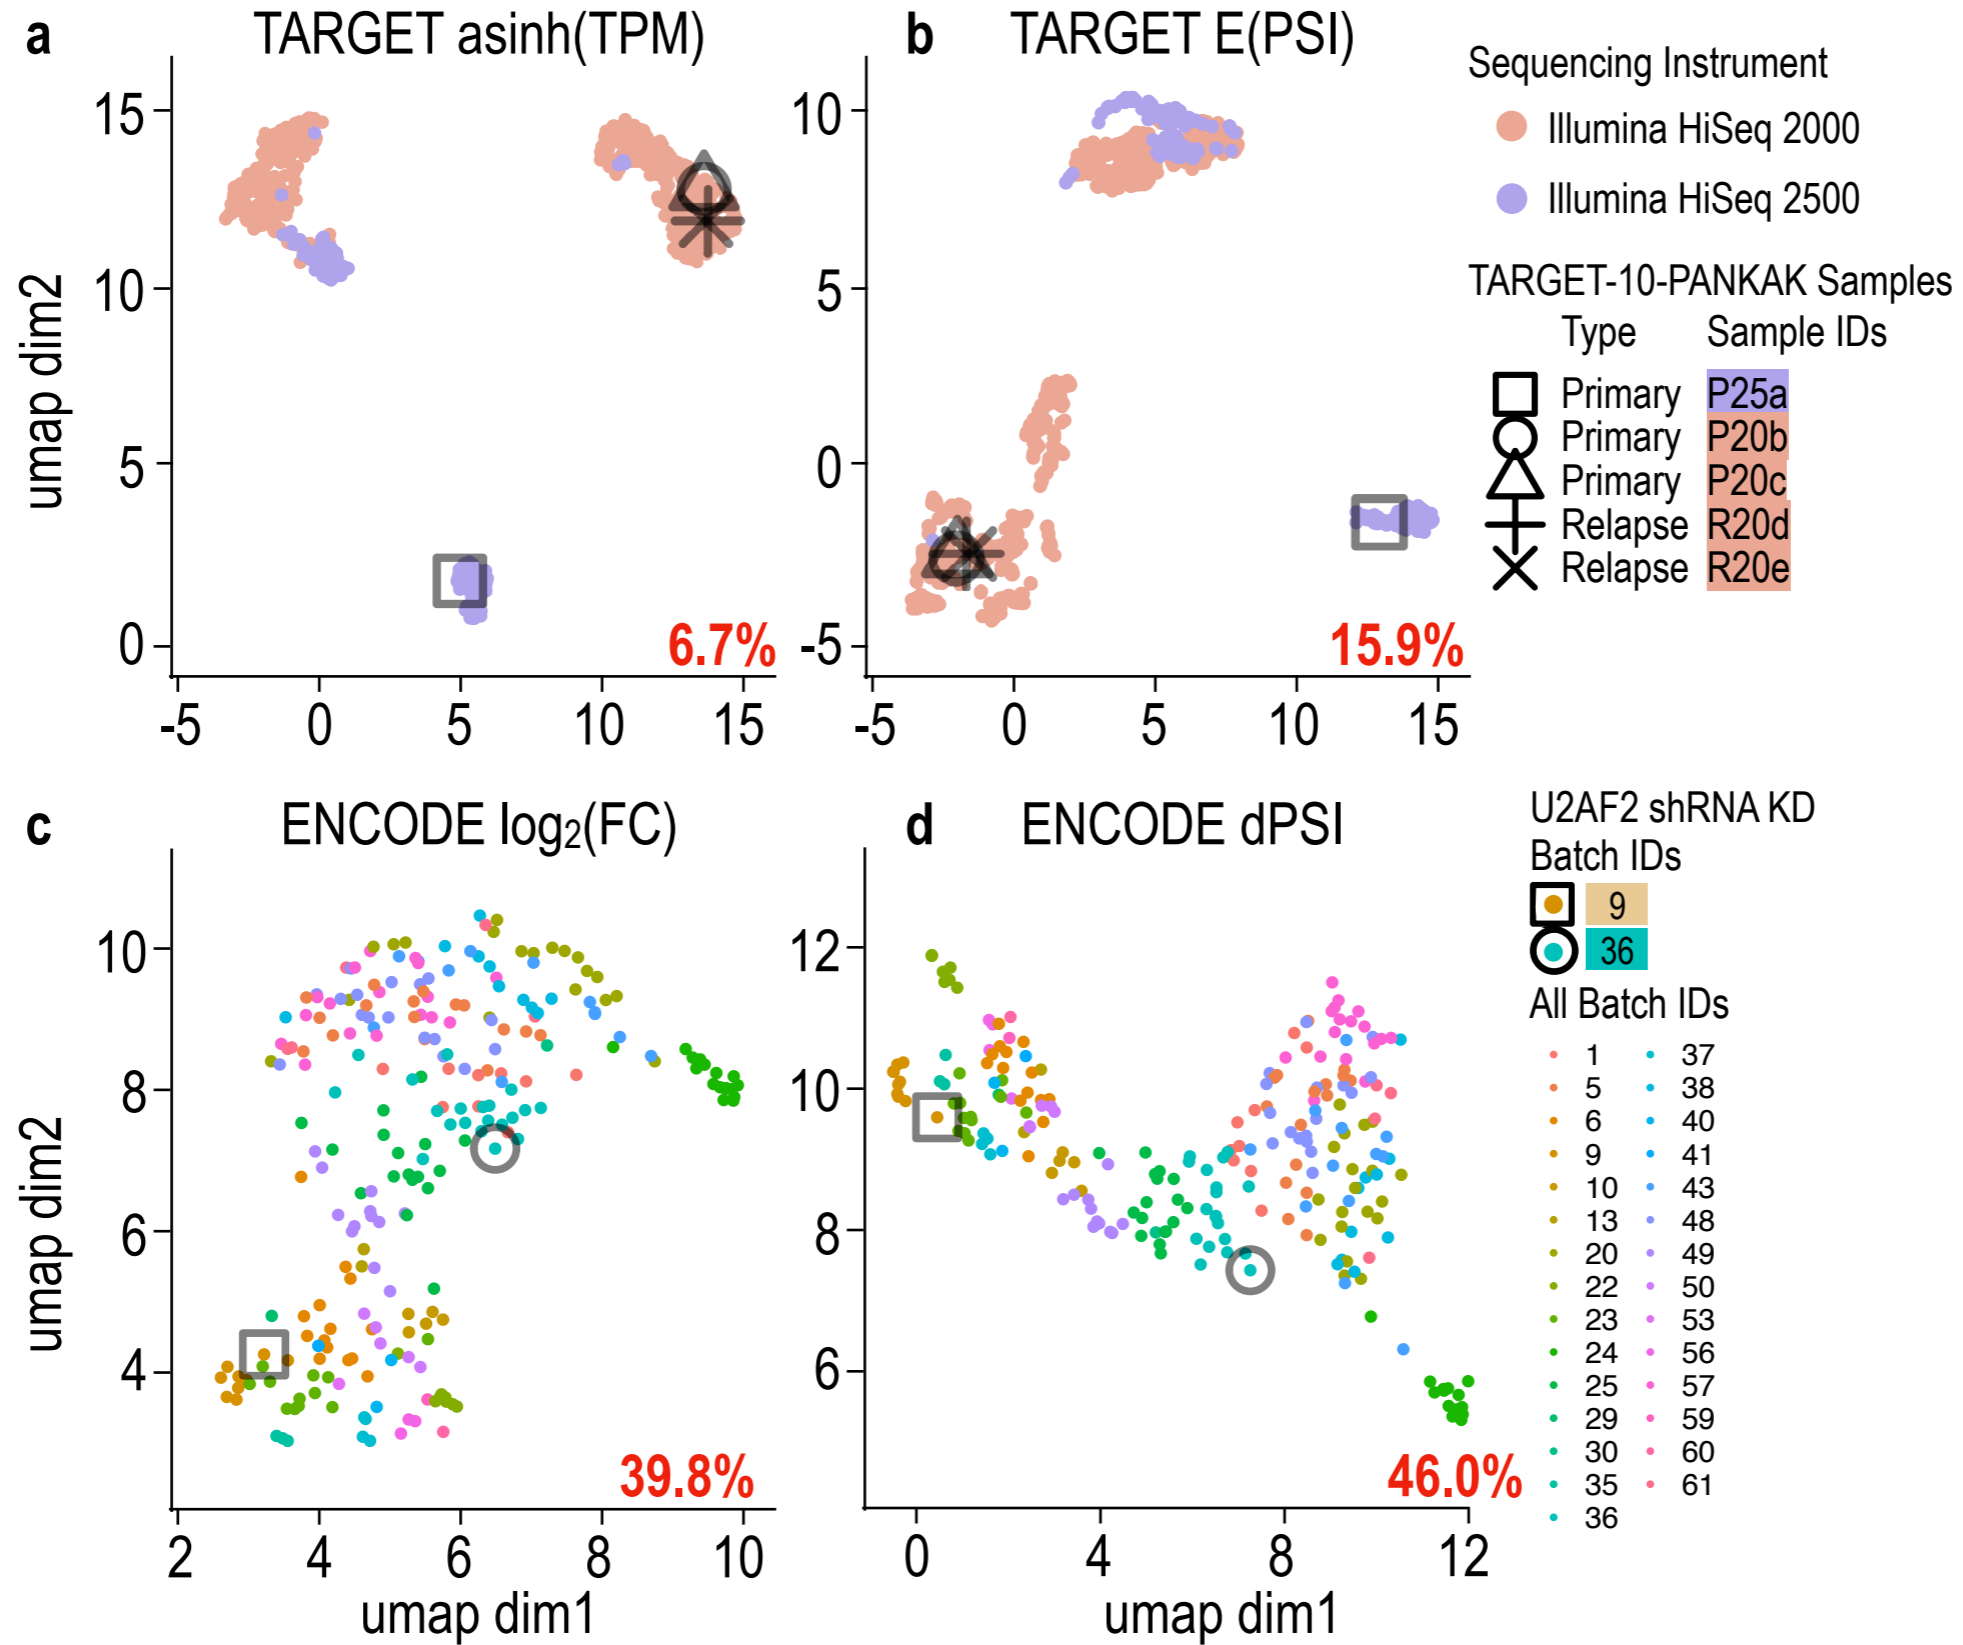 a TARGET asinh(TPM)
15
10
5
0
-5 0 5 10 15
umap dim2
6.7%
b TARGET E(PSI)
10
5
0
-5
-5 0 5 10 15
15.9%
Sequencing Instrument
Illumina HiSeq 2000
Illumina HiSeq 2500
TARGET-10-PANKAK Samples
Type Sample IDs
Primary P25a
Primary P20b
Primary P20c
Relapse R20d
Relapse R20e
c ENCODE log₂(FC)
10
8
6
4
2 4 6 8 10
umap dim2
umap dim1
39.8%
d ENCODE dPSI
12
10
8
6
0 4 8 12
umap dim1
46.0%
U2AF2 shRNA KD
Batch IDs
9
36
All Batch IDs
1 37
5 38
6 40
9 41
10 43
13 48
20 49
22 50
23 53
24 56
25 57
29 59
30 60
35 61
36